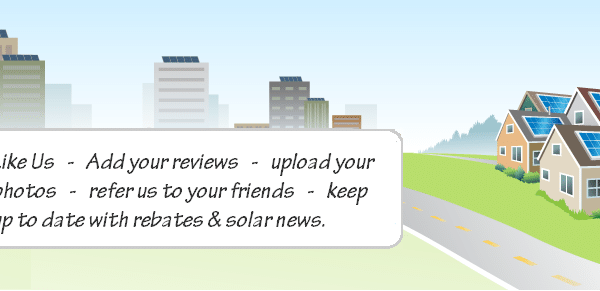 Like Us - Add your reviews - upload your
photos - refer us to your friends - keep
up to date with rebates & solar news.